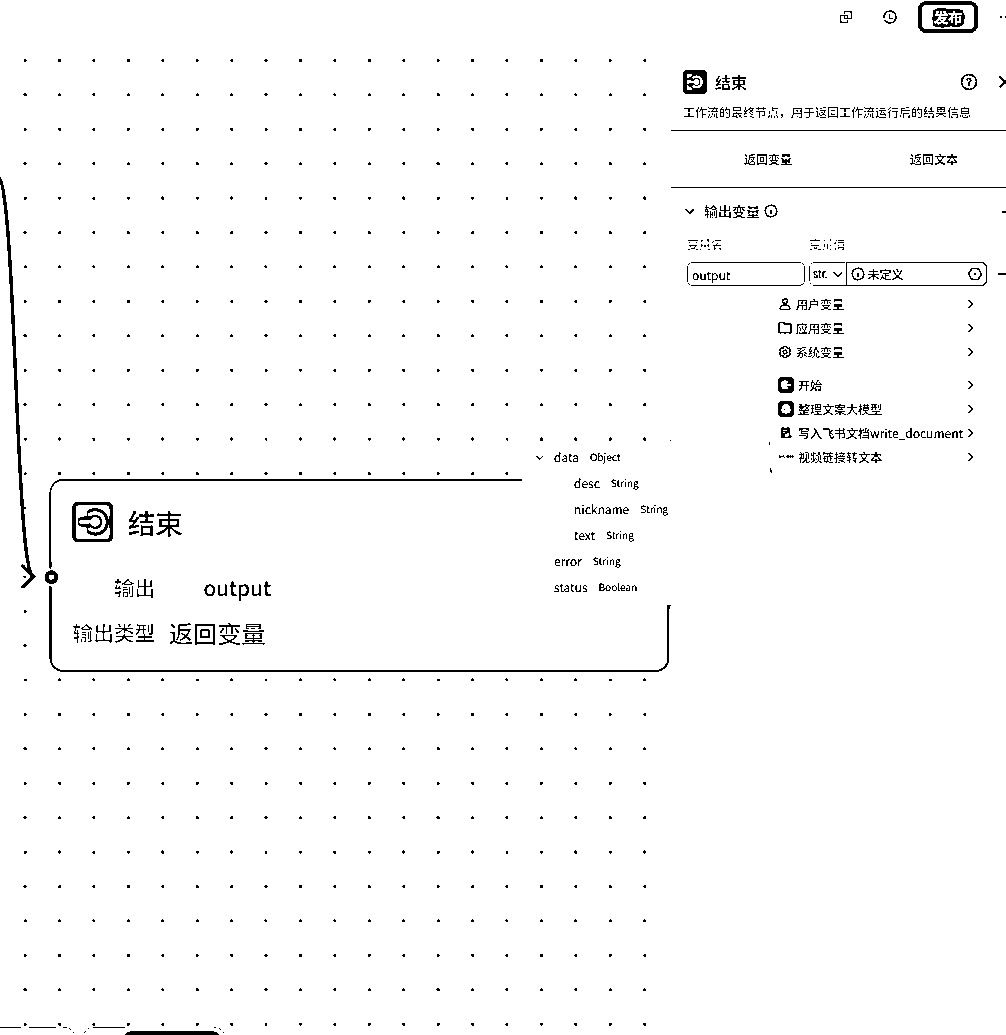 发布
结束
工作流的最终节点，用于返回工作流运行后的结果信息
返回变量 返回文本
输出变量
变量名 变量值
output str. 未定义
用户变量
应用变量
系统变量
开始
整理文案大模型
写入飞书文档write_document
视频链接转文本
data Object
desc String
nickname String
text String
error String
status Boolean
结束
输出 output
输出类型 返回变量